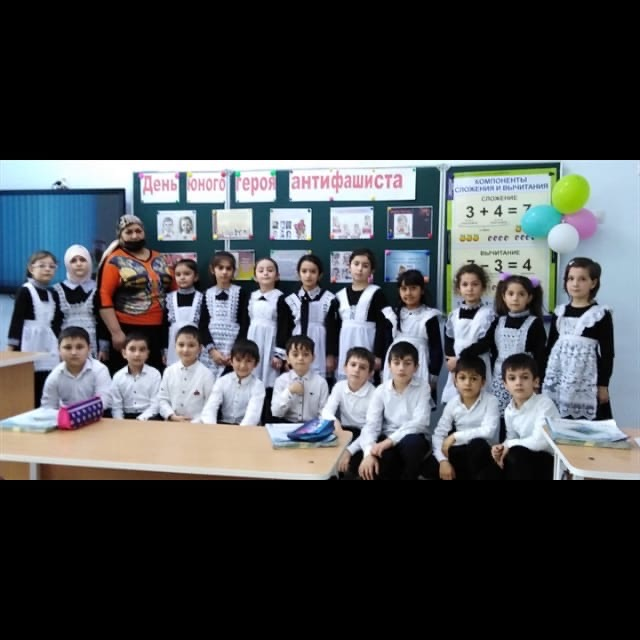 День юного героя антифашиста
КОМПОНЕНТЫ
СЛОЖЕНИЯ И ВЫЧИТАНИЯ
СЛОЖЕНИЕ
3 + 4 = 7
ВЫЧИТАНИЕ
7 - 3 = 4